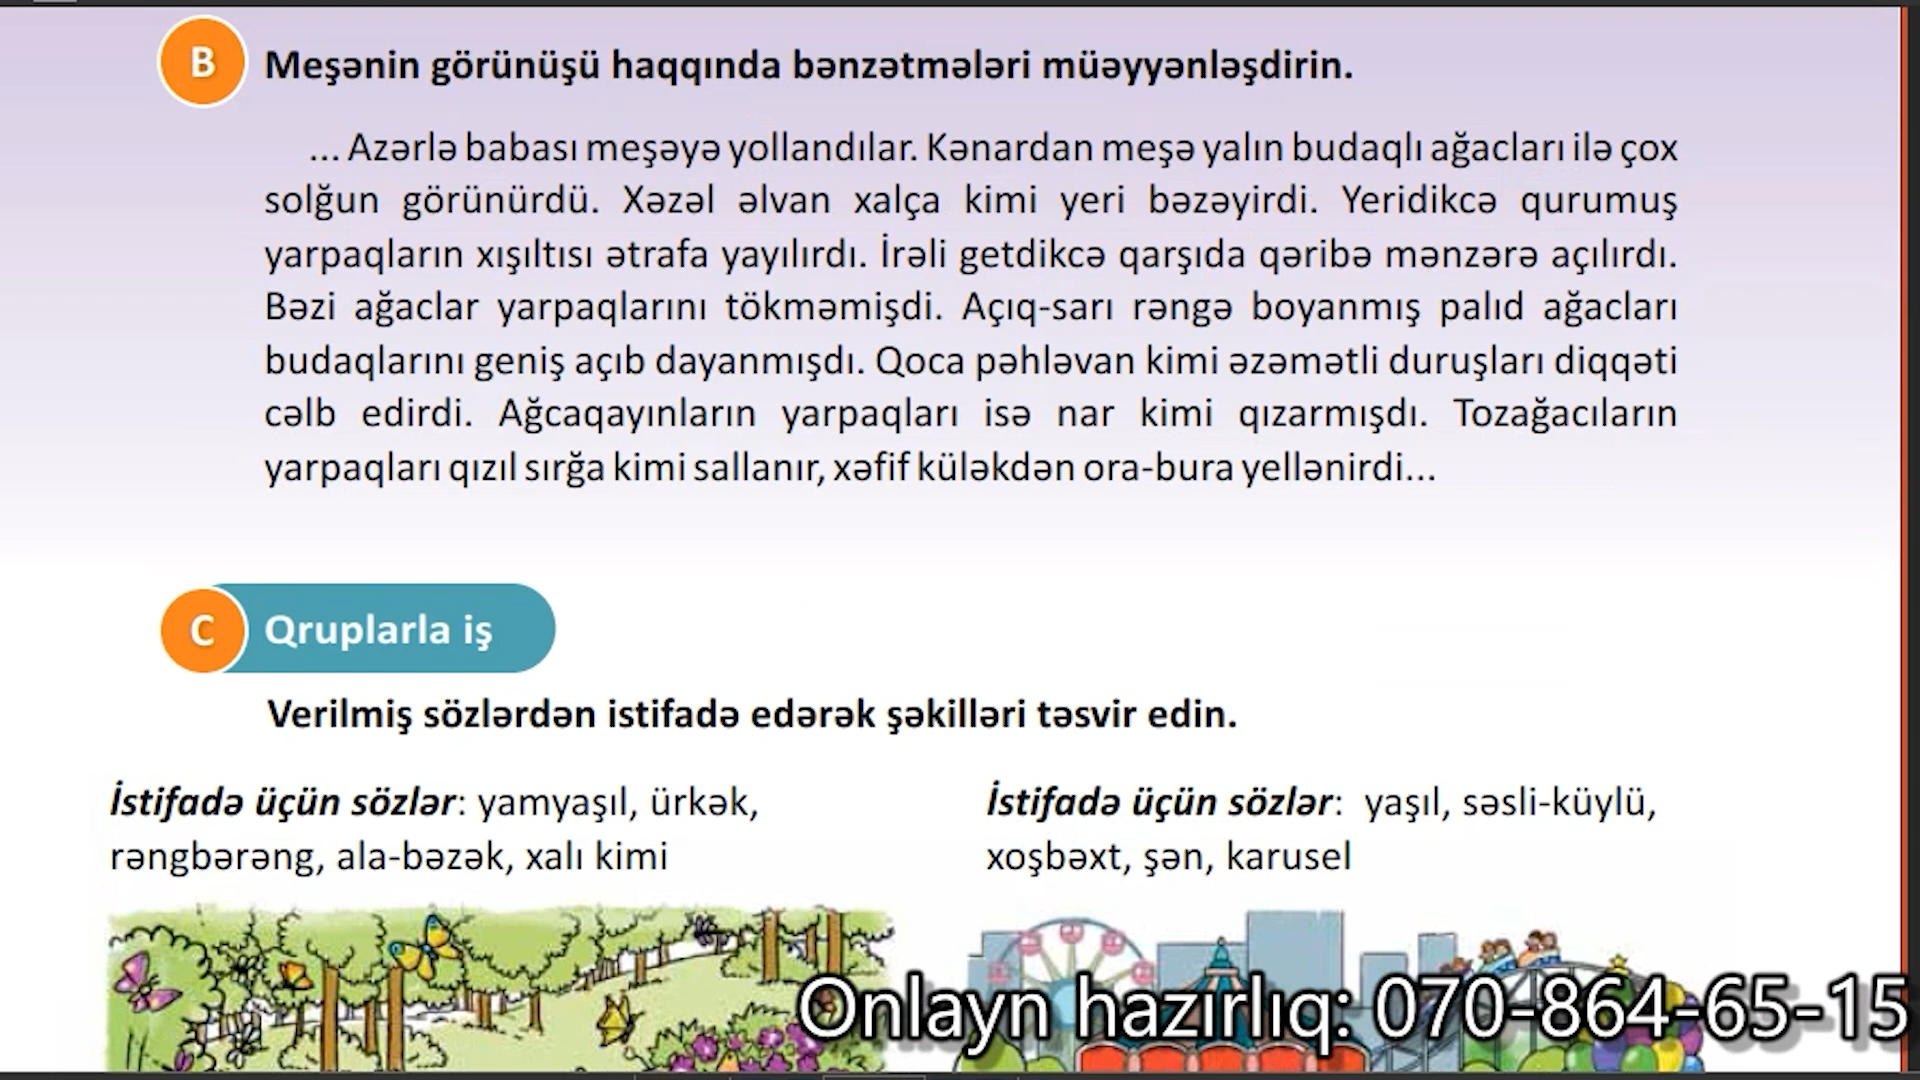 B Meşənin görünüşü haqqında bənzətmələri müəyyənləşdirin.
... Azərlə babası meşəyə yollandılar. Kənardan meşə yalın budaqlı ağacları ilə çox
solğun görünürdü. Xəzəl əlvan xalça kimi yeri bəzəyirdi. Yeridikcə qurumuş
yarpaqların xışıltısı ətrafa yayılırdı. İrəli getdikcə qarşıda qəribə mənzərə açılırdı.
Bəzi ağaclar yarpaqlarını tökməmişdi. Açıq-sarı rəngə boyanmış palıd ağacları
budaqlarını geniş açıb dayanmışdı. Qoca pəhləvan kimi əzəmətli duruşları diqqəti
cəlb edirdi. Ağcaqayınların yarpaqları isə nar kimi qızarmışdı. Tozağacıların
yarpaqları qızıl sırğa kimi sallanır, xəfif küləkdən ora-bura yellənirdi...
C Qruplarla iş
Verilmiş sözlərdən istifadə edərək şəkilləri təsvir edin.
İstifadə üçün sözlər: yamyaşıl, ürkək,
rəngbərəng, ala-bəzək, xalı kimi
İstifadə üçün sözlər: yaşıl, səsli-küylü,
xoşbəxt, şən, karusel
Onlayn hazırlıq: 070-864-65-15